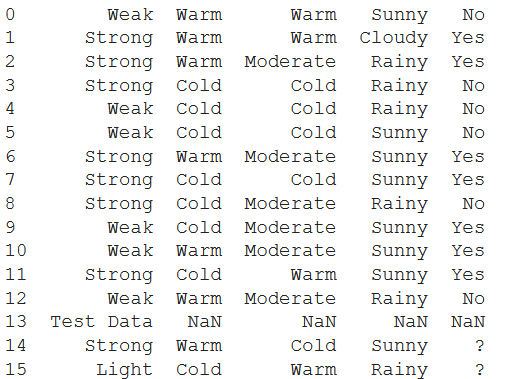 0 Weak Warm Warm Sunny No
1 Strong Warm Warm Cloudy Yes
2 Strong Warm Moderate Rainy Yes
3 Strong Cold Cold Rainy No
4 Weak Cold Cold Rainy No
5 Weak Cold Cold Sunny No
6 Strong Warm Moderate Sunny Yes
7 Strong Cold Cold Sunny Yes
8 Strong Cold Moderate Rainy No
9 Weak Cold Moderate Sunny Yes
10 Weak Warm Moderate Sunny Yes
11 Strong Cold Warm Sunny Yes
12 Weak Warm Moderate Rainy No
13 Test Data NaN NaN NaN NaN
14 Strong Warm Cold Sunny ?
15 Light Cold Warm Rainy ?